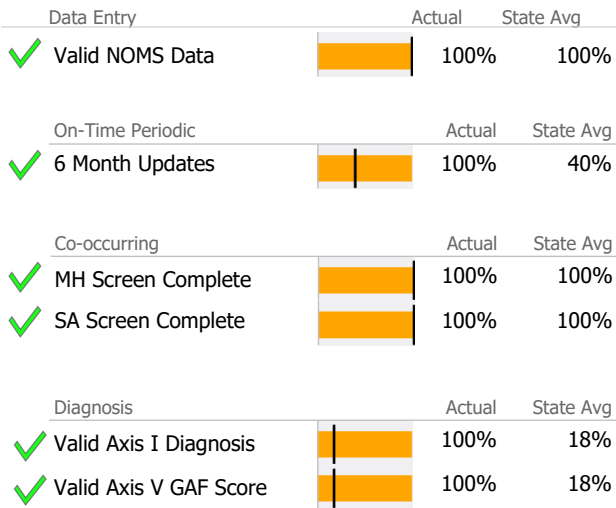 Data Entry Actual State Avg
Valid NOMS Data 100% 100%
On-Time Periodic Actual State Avg
6 Month Updates 100% 40%
Co-occurring Actual State Avg
MH Screen Complete 100% 100%
SA Screen Complete 100% 100%
Diagnosis Actual State Avg
Valid Axis I Diagnosis 100% 18%
Valid Axis V GAF Score 100% 18%